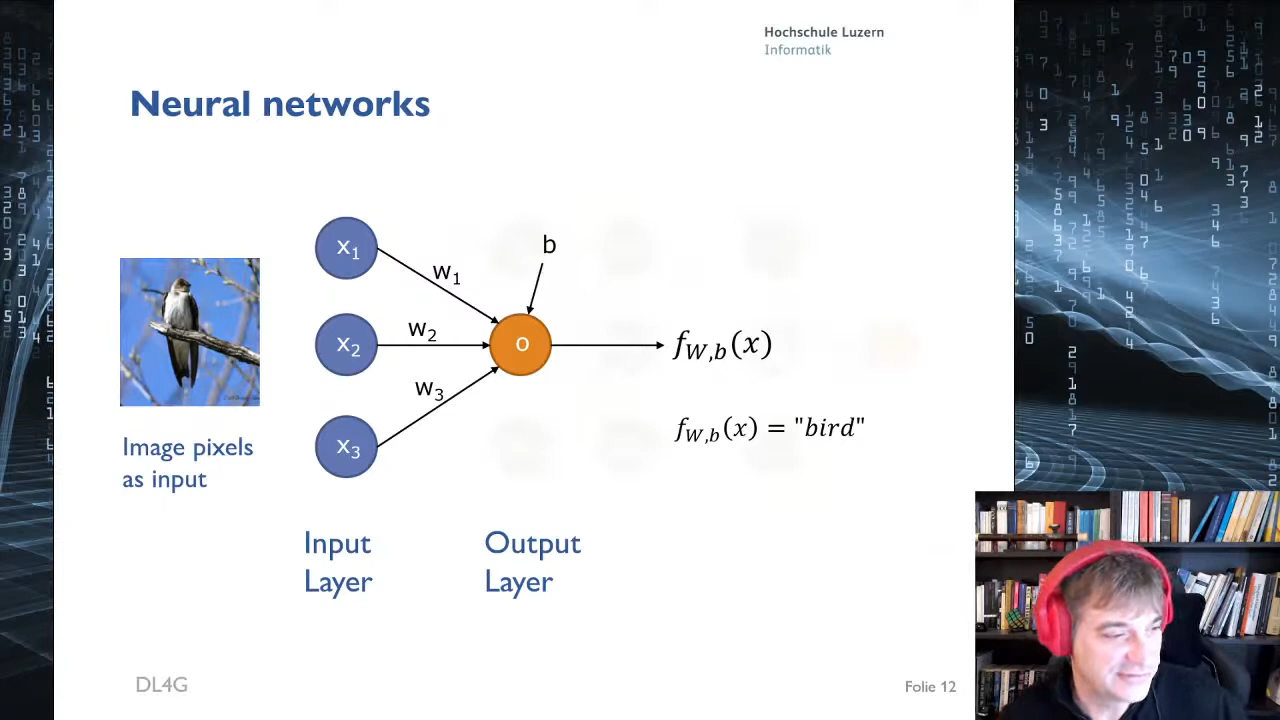 Hochschule Luzern
Informatik
Neural networks
x1
w1
b
x2
w2
o
fW,b(x)
w3
x3
fW,b(x) = "bird"
Image pixels
as input
Input
Layer
Output
Layer
DL4G
Folie 12